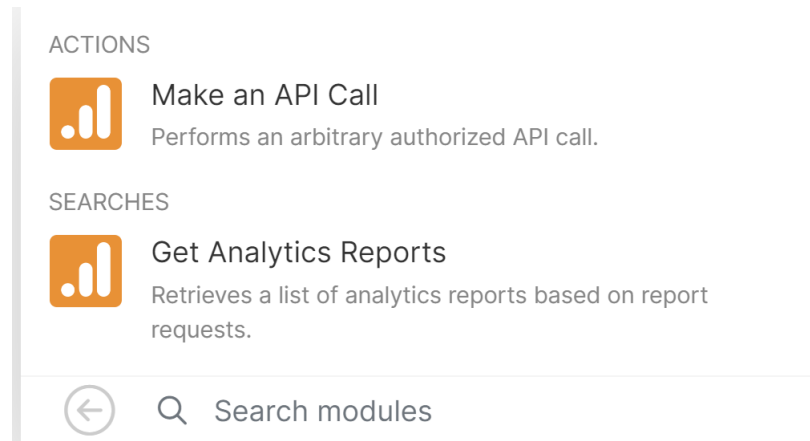 ACTIONS
Make an API Call
Performs an arbitrary authorized API call.
SEARCHES
Get Analytics Reports
Retrieves a list of analytics reports based on report
requests.
Search modules